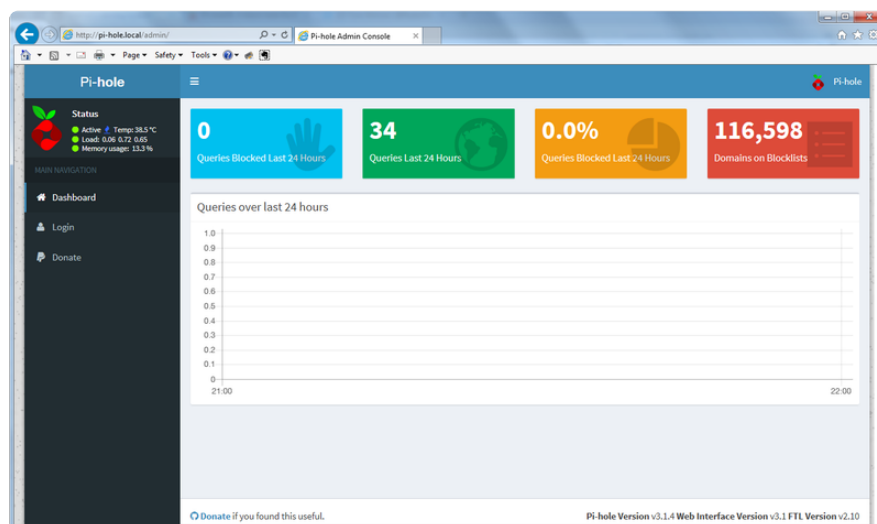 http://pi-hole.local/admin/
Pi-hole Admin Console
Page Safety Tools
Pi-hole
Pi-hole
Status
Active Temp: 38.5 °C
Load: 0.06 0.72 0.65
Memory usage: 13.3 %
MAIN NAVIGATION
Dashboard
Login
Donate
0
Queries Blocked Last 24 Hours
34
Queries Last 24 Hours
0.0%
Queries Blocked Last 24 Hours
116,598
Domains on Blocklists
Queries over last 24 hours
1.0
0.9
0.8
0.7
0.6
0.5
0.4
0.3
0.2
0.1
0
21:00 22:00
Donate if you found this useful.
Pi-hole Version v3.1.4 Web Interface Version v3.1 FTL Version v2.10